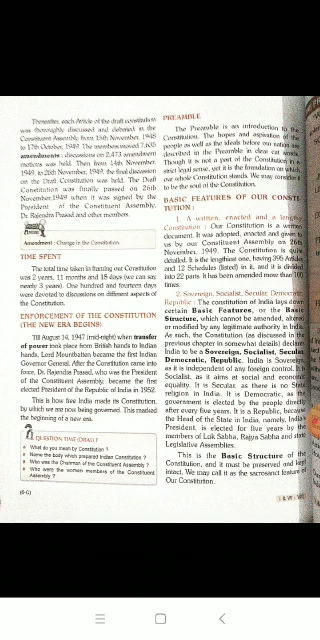 Thereafter, each Article of the draft constitution
was thoroughly discussed and debated in the
Constituent Assembly from 15th November, 1948
to 17th October, 1949. The members moved 7,635
amendments : discussions on 2,473 amendment
motions was held. Then from 14th November,
1949, to 26th November, 1949, the final discussion
on the Draft Constitution was held. The Draft
Constitution was finally passed on 26th
November,1949 when it was signed by the
President of the Constituent Assembly,
Dr. Rajendra Prasad and other members.
Amendment : Change in the Constitution.
TIME SPENT
The total time taken in framing our Constitution
was 2 years, 11 months and 18 days (we can say
nearly 3 years). One hundred and fourteen days
were devoted to discussions on different aspects of
the Constitution.
ENFORCEMENT OF THE CONSTITUTION
(THE NEW ERA BEGINS)
Till August 14, 1947 (mid-night) when transfer
of power took place from British hands to Indian
hands, Lord Mountbatten became the first Indian
Governor General. After the Constitution came into
force, Dr. Rajendra Prasad, who was the President
of the Constituent Assembly, became the first
elected President of the Republic of India in 1952.
This is how free India made its Constitution,
by which we are now being governed. This marked
the beginning of a new era.
QUESTION TIME (ORAL) !
What do you mean by Constitution ?
Name the body which prepared Indian Constitution ?
Who was the Chairman of the Constituent Assembly ?
Who were the women members of the Constituent
Assembly ?
(6-C)
PREAMBLE
The Preamble is an introduction to the
Constitution. The hopes and aspiration of the
people as well as the ideals before our nation are
described in the Preamble in clear cut words.
Though it is not a part of the Constitution in a
strict legal sense, yet it is the foundation on which
our whole Constitution stands. We may consider it
to be the soul of the Constitution.
BASIC FEATURES OF OUR CONSTI-
TUTION :
1. A written, enacted and a lengthy
Constitution : Our Constitution is a written
document. It was adopted, enacted and given to
us by our Constituent Assembly on 26th
November, 1949. The Constitution is quite
detailed. It is the lengthiest one, having 395 Articles
and 12 Schedules (listed) in it, and it is divided
into 22 parts. It has been amended more than 100
times.
2. Sovereign, Socialist, Secular, Democratic,
Republic : The constitution of India lays down
certain Basic Features, or the Basic
Structure, which cannot be amended, altered
or modified by any legitimate authority in India.
As such, the Constitution (as discussed in the
previous chapter in somewhat details) declares
India to be a Sovereign, Socialist, Secular,
Democratic, Republic. India is Sovereign,
as it is independent of any foreign control. It is
Socialist, as it aims at social and economic
equality. It is Secular, as there is no State
religion in India. It is Democratic, as the
government is elected by the people directly
after every five years. It is a Republic, because
the Head of the State in India, namely, India's
President, is elected for five years by the
members of Lok Sabha, Rajya Sabha and state
Legislative Assemblies.
This is the Basic Structure of the
Constitution, and it must be preserved and kept
intact. We may call it as the sacrosanct feature of
Our Constitution.